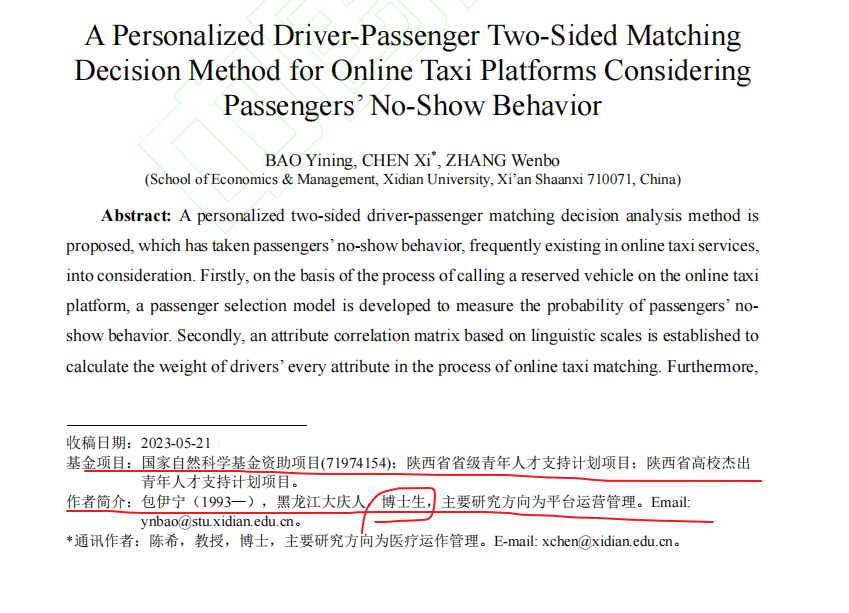 A Personalized Driver-Passenger Two-Sided Matching
Decision Method for Online Taxi Platforms Considering
Passengers’ No-Show Behavior
BAO Yining, CHEN Xi*, ZHANG Wenbo
(School of Economics & Management, Xidian University, Xi’an Shaanxi 710071, China)
Abstract: A personalized two-sided driver-passenger matching decision analysis method is
proposed, which has taken passengers’ no-show behavior, frequently existing in online taxi services,
into consideration. Firstly, on the basis of the process of calling a reserved vehicle on the online taxi
platform, a passenger selection model is developed to measure the probability of passengers’ no-
show behavior. Secondly, an attribute correlation matrix based on linguistic scales is established to
calculate the weight of drivers’ every attribute in the process of online taxi matching. Furthermore,
收稿日期：2023-05-21
基金项目：国家自然科学基金资助项目(71974154)；陕西省省级青年人才支持计划项目；陕西省高校杰出
青年人才支持计划项目。
作者简介：包伊宁（1993—），黑龙江大庆人，博士生，主要研究方向为平台运营管理。Email:
ynbao@stu.xidian.edu.cn。
*通讯作者：陈希，教授，博士，主要研究方向为医疗运作管理。E-mail: xchen@xidian.edu.cn。